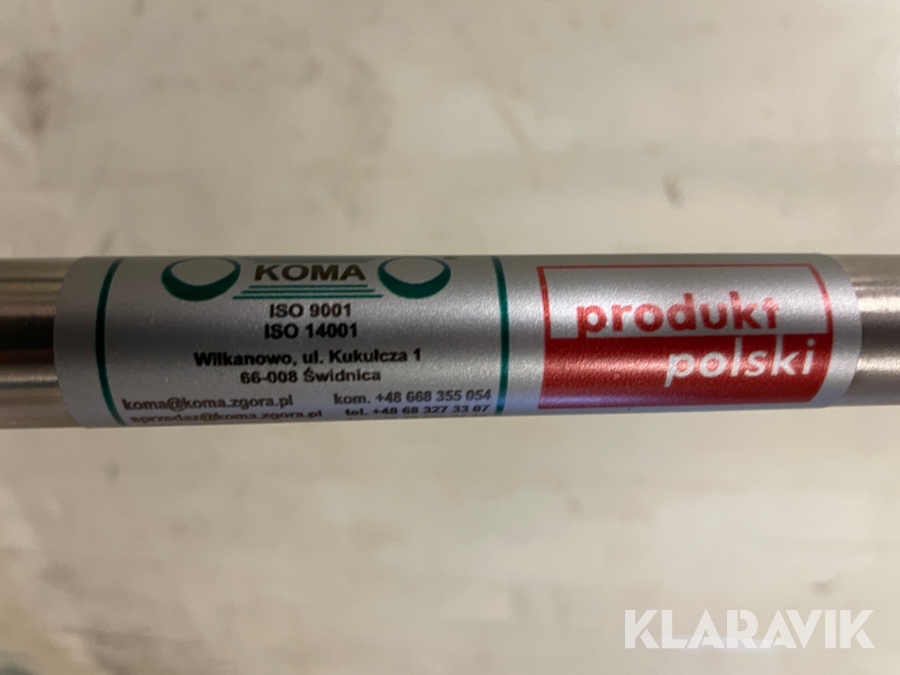 KOMA
ISO 9001
ISO 14001
Wilkanowo, ul. Kukułcza 1
66-008 Świdnica
koma@koma.zgora.pl kom. +48 668 355 054
sprzedaz@koma.zgora.pl tel. +48 68 327 33 07
produkt
polski
KLARAVIK